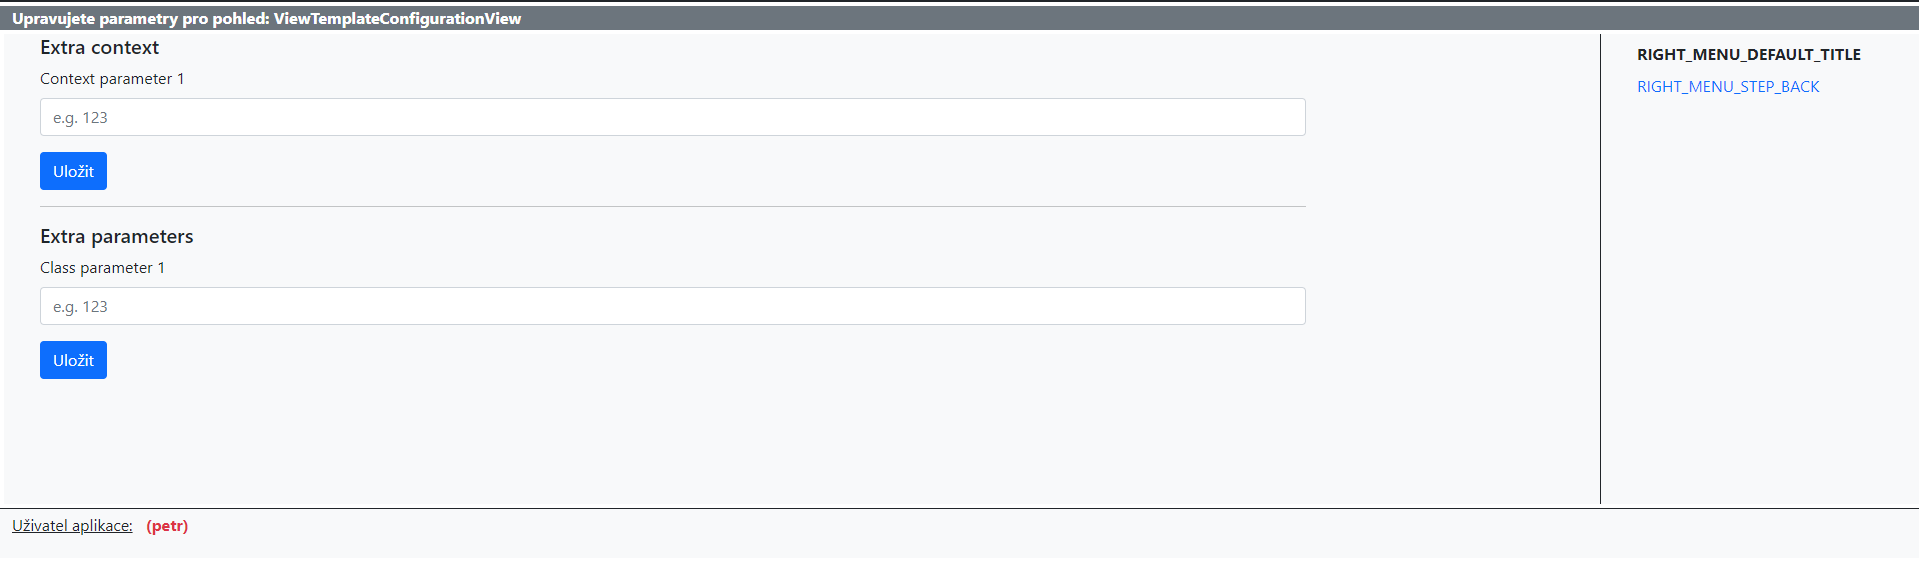 Upravujete parametry pro pohled: ViewTemplateConfigurationView
Extra context
Context parameter 1
e.g. 123
Uložit
Extra parameters
Class parameter 1
e.g. 123
Uložit
RIGHT_MENU_DEFAULT_TITLE
RIGHT_MENU_STEP_BACK
Uživatel aplikace: (petr)